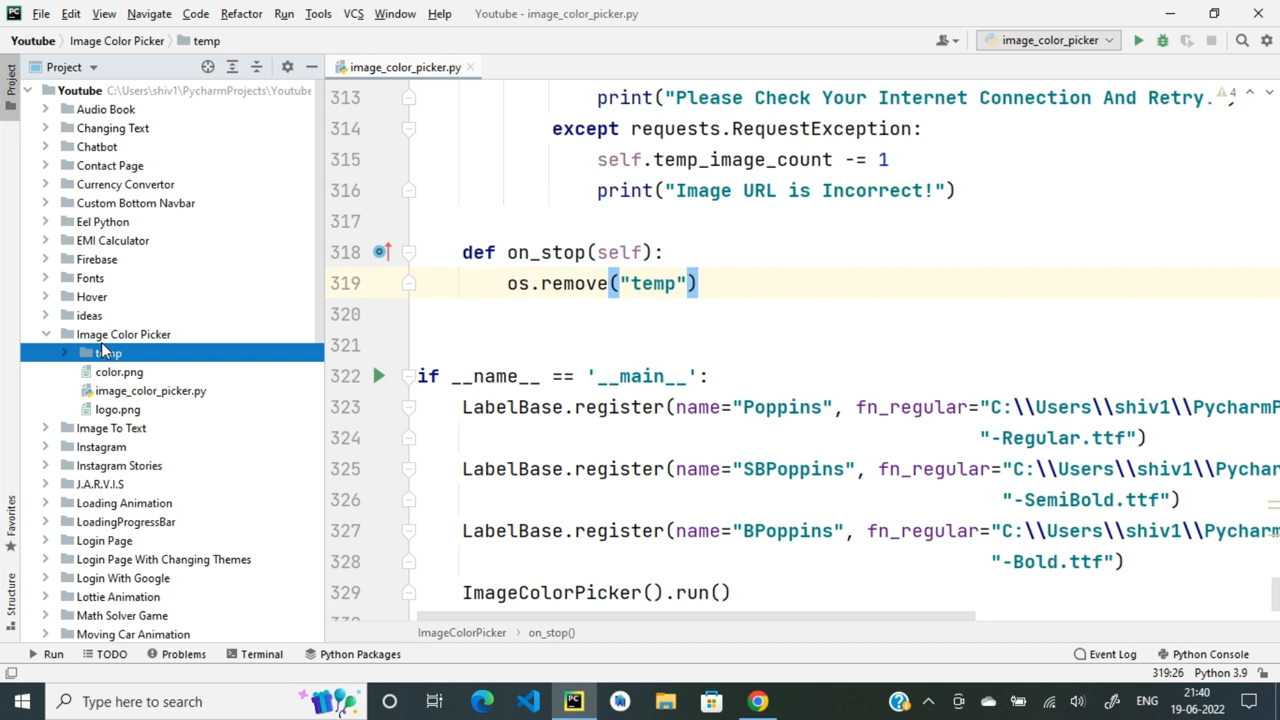 PC File Edit View Navigate Code Refactor Run Tools VCS Window Help Youtube - image_color_picker.py
Youtube Image Color Picker temp image_color_picker
Project Project image_color_picker.py
Youtube C:\Users\shiv1\PycharmProjects\Youtube
Audio Book
Changing Text
Chatbot
Contact Page
Currency Convertor
Custom Bottom Navbar
Eel Python
EMI Calculator
Firebase
Fonts
Hover
ideas
Image Color Picker
temp
color.png
image_color_picker.py
logo.png
Image To Text
Instagram
Instagram Stories
J.A.R.V.I.S
Loading Animation
LoadingProgressBar
Login Page
Login Page With Changing Themes
Login With Google
Lottie Animation
Math Solver Game
Moving Car Animation
Favorites
Structure
4
313 print("Please Check Your Internet Connection And Retry.
314 except requests.RequestException:
315 self.temp_image_count -= 1
316 print("Image URL is Incorrect!")
317
318 def on_stop(self):
319 os.remove("temp")
320
321
322 if __name__ == '__main__':
323 LabelBase.register(name="Poppins", fn_regular="C:\\Users\\shiv1\\PycharmP
324 "-Regular.ttf")
325 LabelBase.register(name="SBPoppins", fn_regular="C:\\Users\\shiv1\\Pychar
326 "-SemiBold.ttf")
327 LabelBase.register(name="BPoppins", fn_regular="C:\\Users\\shiv1\\Pycharm
328 "-Bold.ttf")
329 ImageColorPicker().run()
ImageColorPicker on_stop()
Run TODO Problems Terminal Python Packages Event Log Python Console
319:26 Python 3.9
Type here to search PC ENG 21:40
19-06-2022